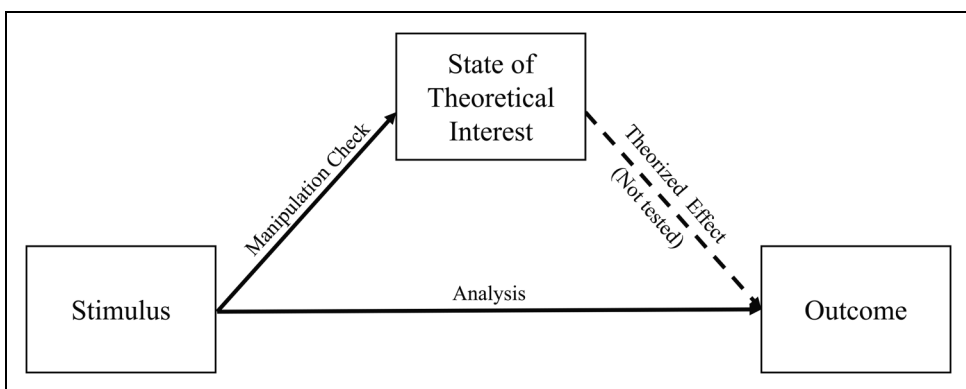 State of
Theoretical
Interest
Manipulation Check
Theorized Effect
(Not tested)
Stimulus
Analysis
Outcome